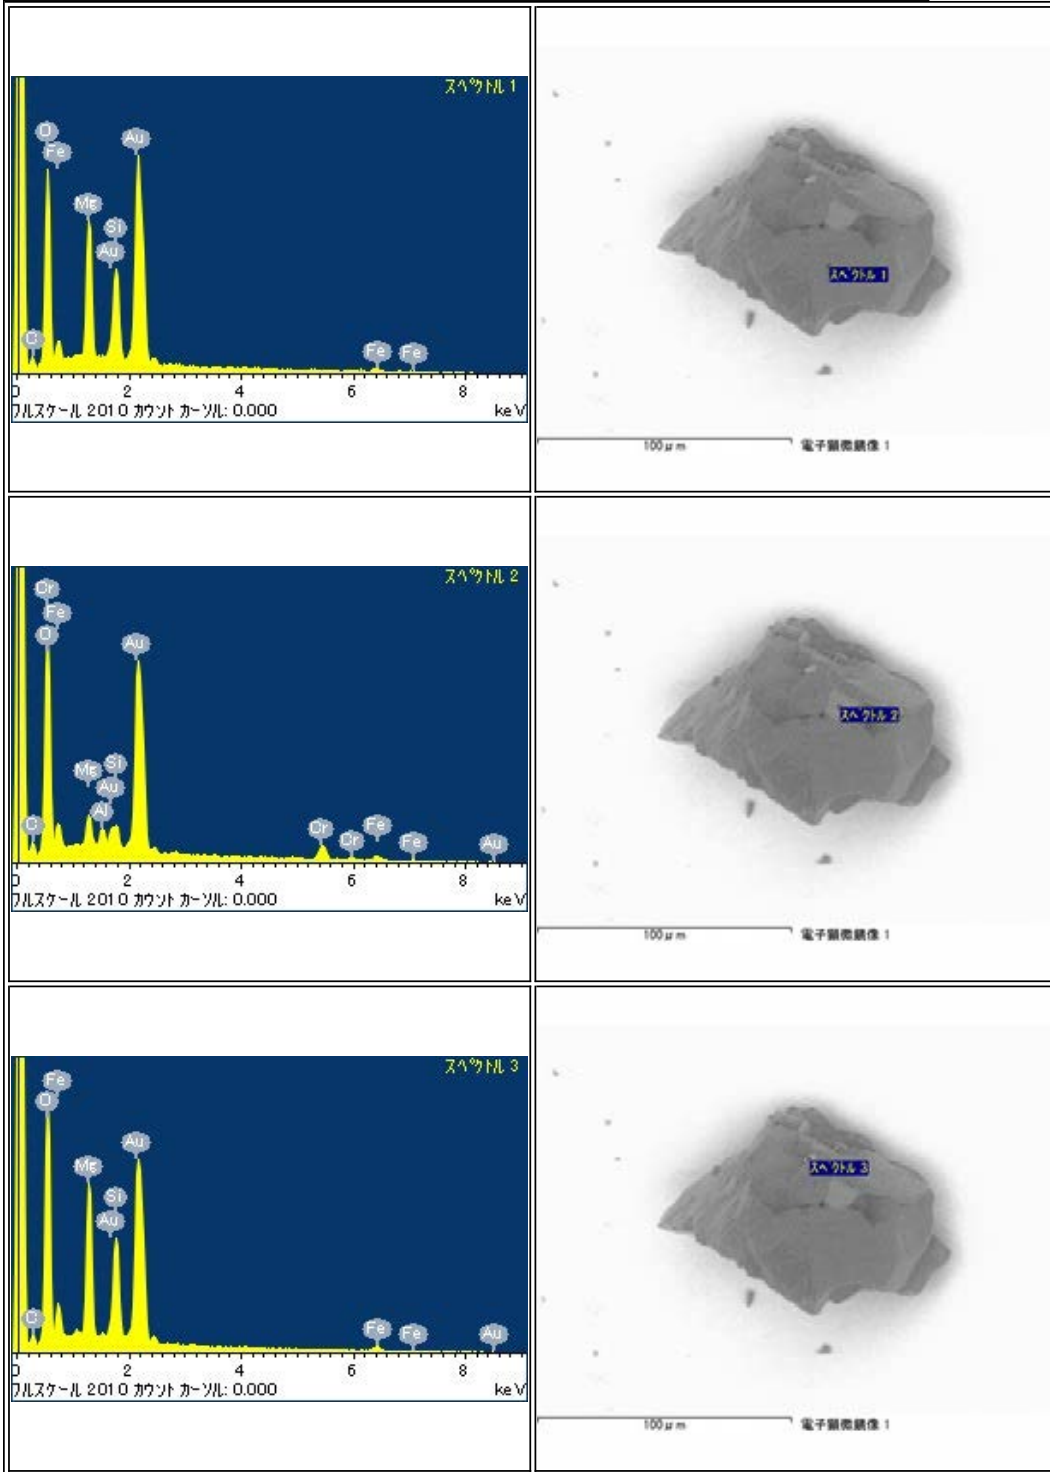 スペクトル 1
O
Fe
Au
Mg
Si
Au
C
Fe Fe
0 2 4 6 8
フルスケール 2010 カウント カーソル: 0.000 keV
スペクトル 1
100μm 電子顕微鏡像 1
スペクトル 2
Cr
Fe
O
Au
Mg
Si
Au
Al
C
Cr Cr Fe Fe Au
0 2 4 6 8
フルスケール 2010 カウント カーソル: 0.000 keV
スペクトル 2
100μm 電子顕微鏡像 1
スペクトル 3
Fe
O
Au
Mg
Si
Au
C
Fe Fe Au
0 2 4 6 8
フルスケール 2010 カウント カーソル: 0.000 keV
スペクトル 3
100μm 電子顕微鏡像 1